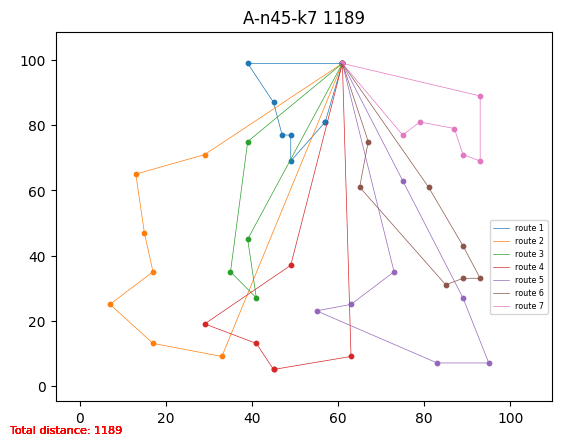 A-n45-k7 1189
100
80
60
40
20
0
0 20 40 60 80 100
route 1
route 2
route 3
route 4
route 5
route 6
route 7
Total distance: 1189